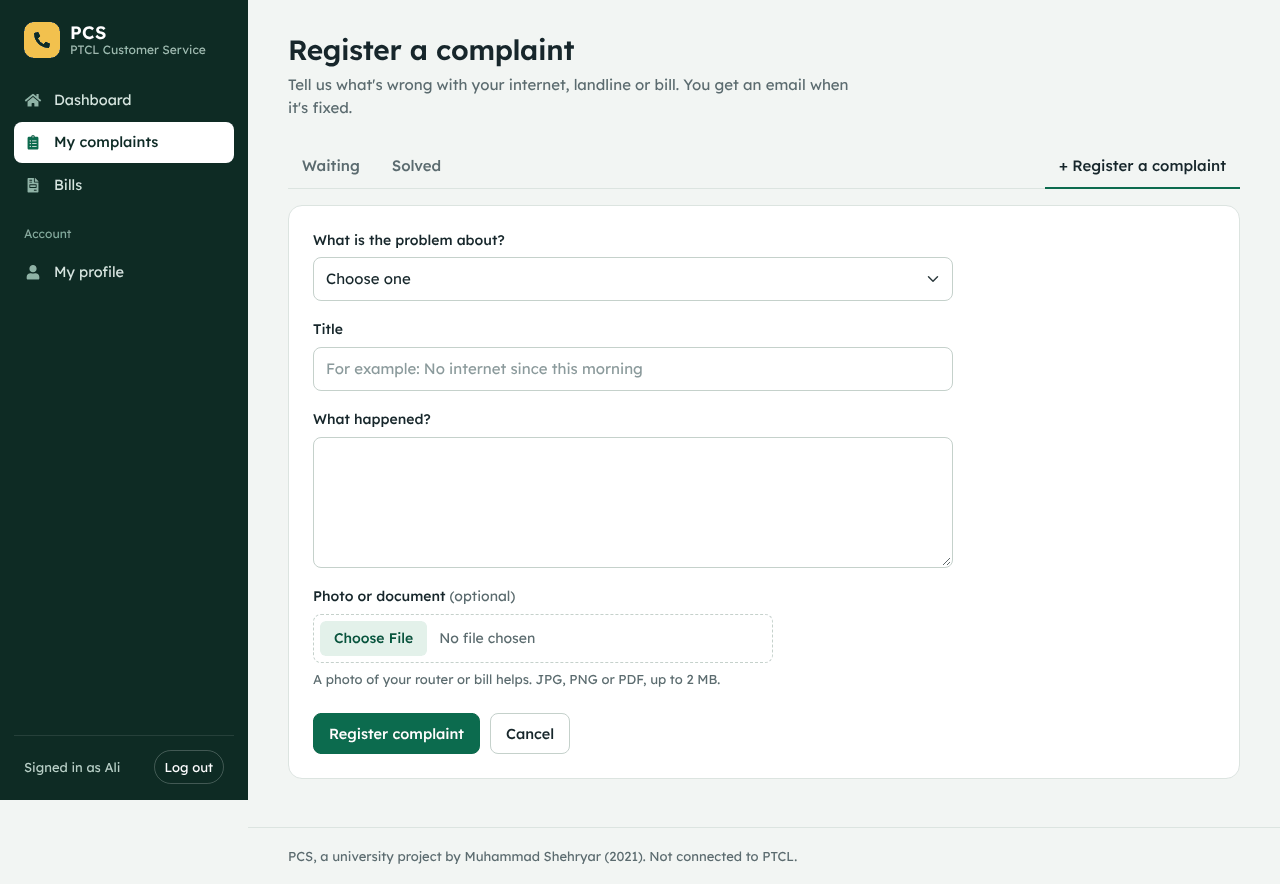 PCS
PTCL Customer Service
Dashboard
My complaints
Bills
Account
My profile
Signed in as Ali
Log out
Register a complaint
Tell us what's wrong with your internet, landline or bill. You get an email when
it's fixed.
Waiting
Solved
+ Register a complaint
What is the problem about?
Choose one
Title
For example: No internet since this morning
What happened?
Photo or document (optional)
Choose File
No file chosen
A photo of your router or bill helps. JPG, PNG or PDF, up to 2 MB.
Register complaint
Cancel
PCS, a university project by Muhammad Shehryar (2021). Not connected to PTCL.